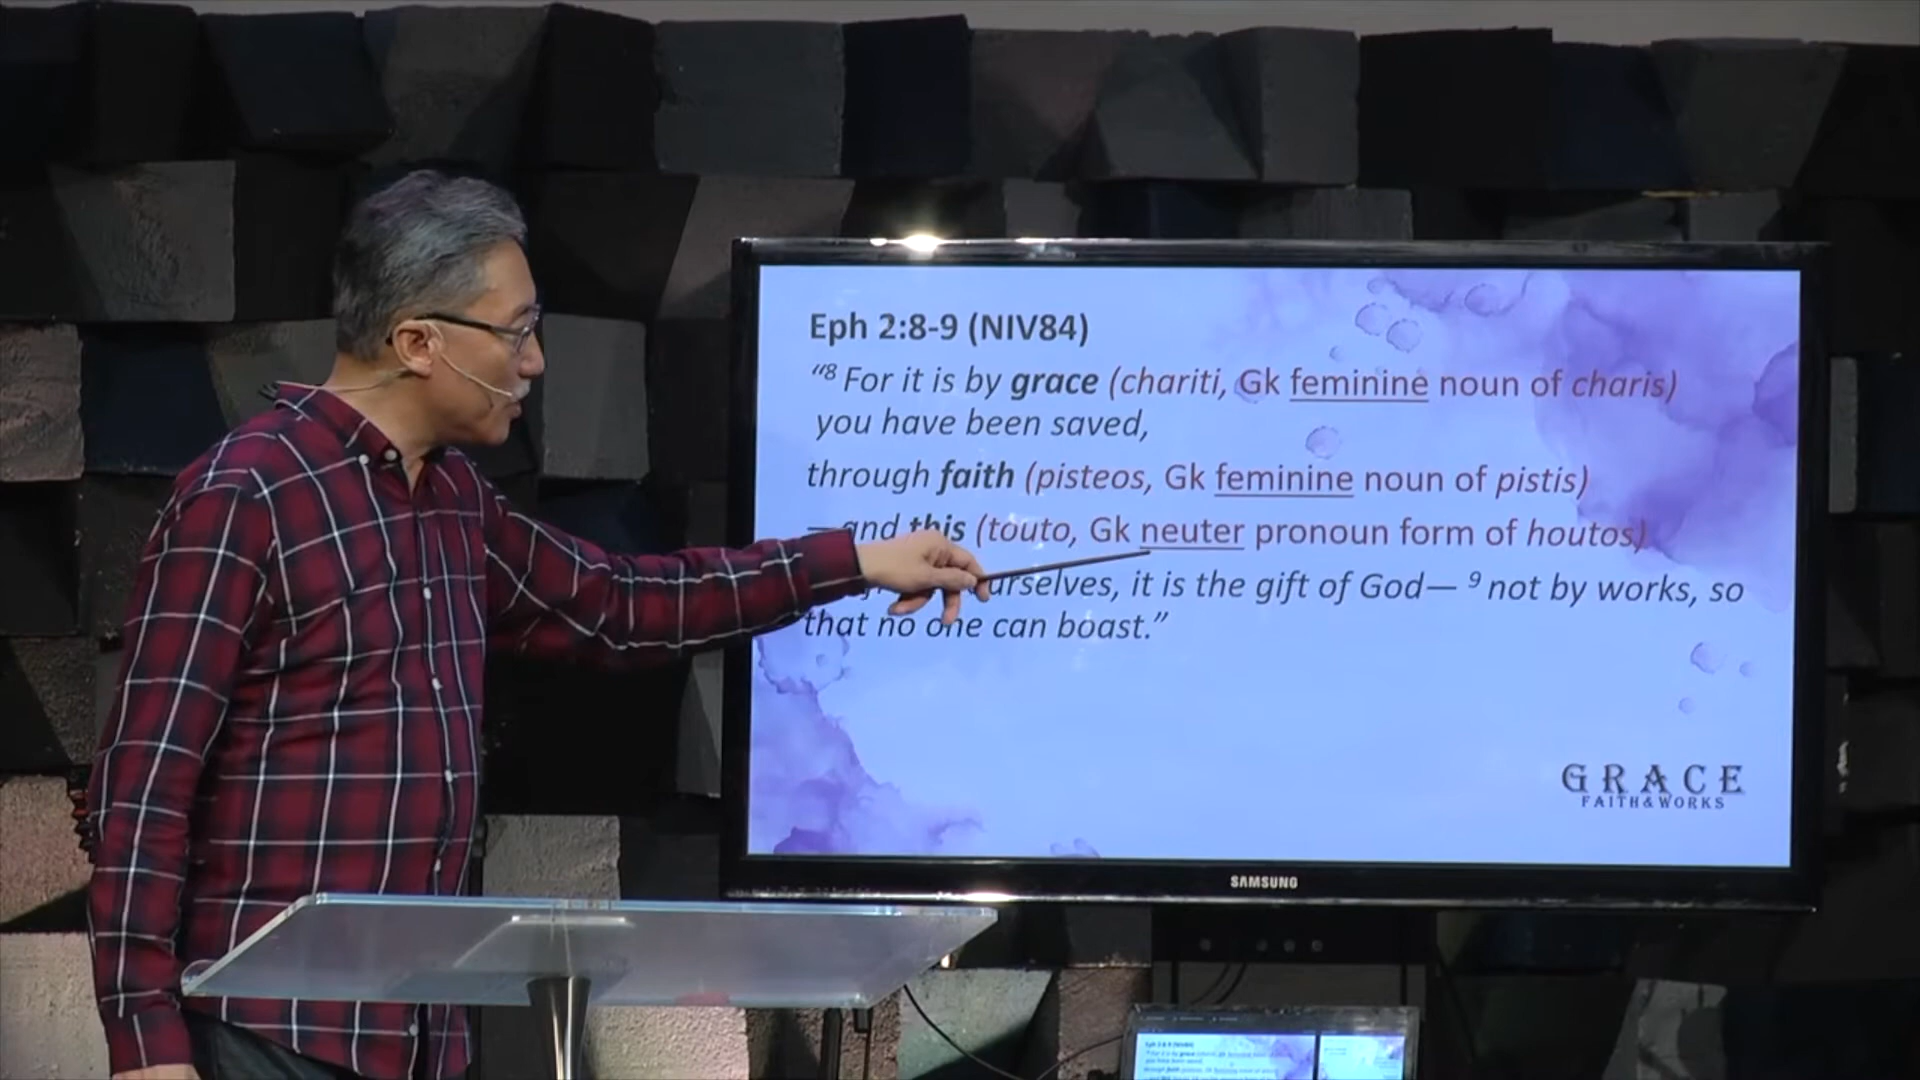 Eph 2:8-9 (NIV84)
“8 For it is by grace (chariti, Gk feminine noun of charis)
you have been saved,
through faith (pisteos, Gk feminine noun of pistis)
—and this (touto, Gk neuter pronoun form of houtos)
urselves, it is the gift of God— 9 not by works, so
that no one can boast.”
GRACE
FAITH&WORKS
SAMSUNG